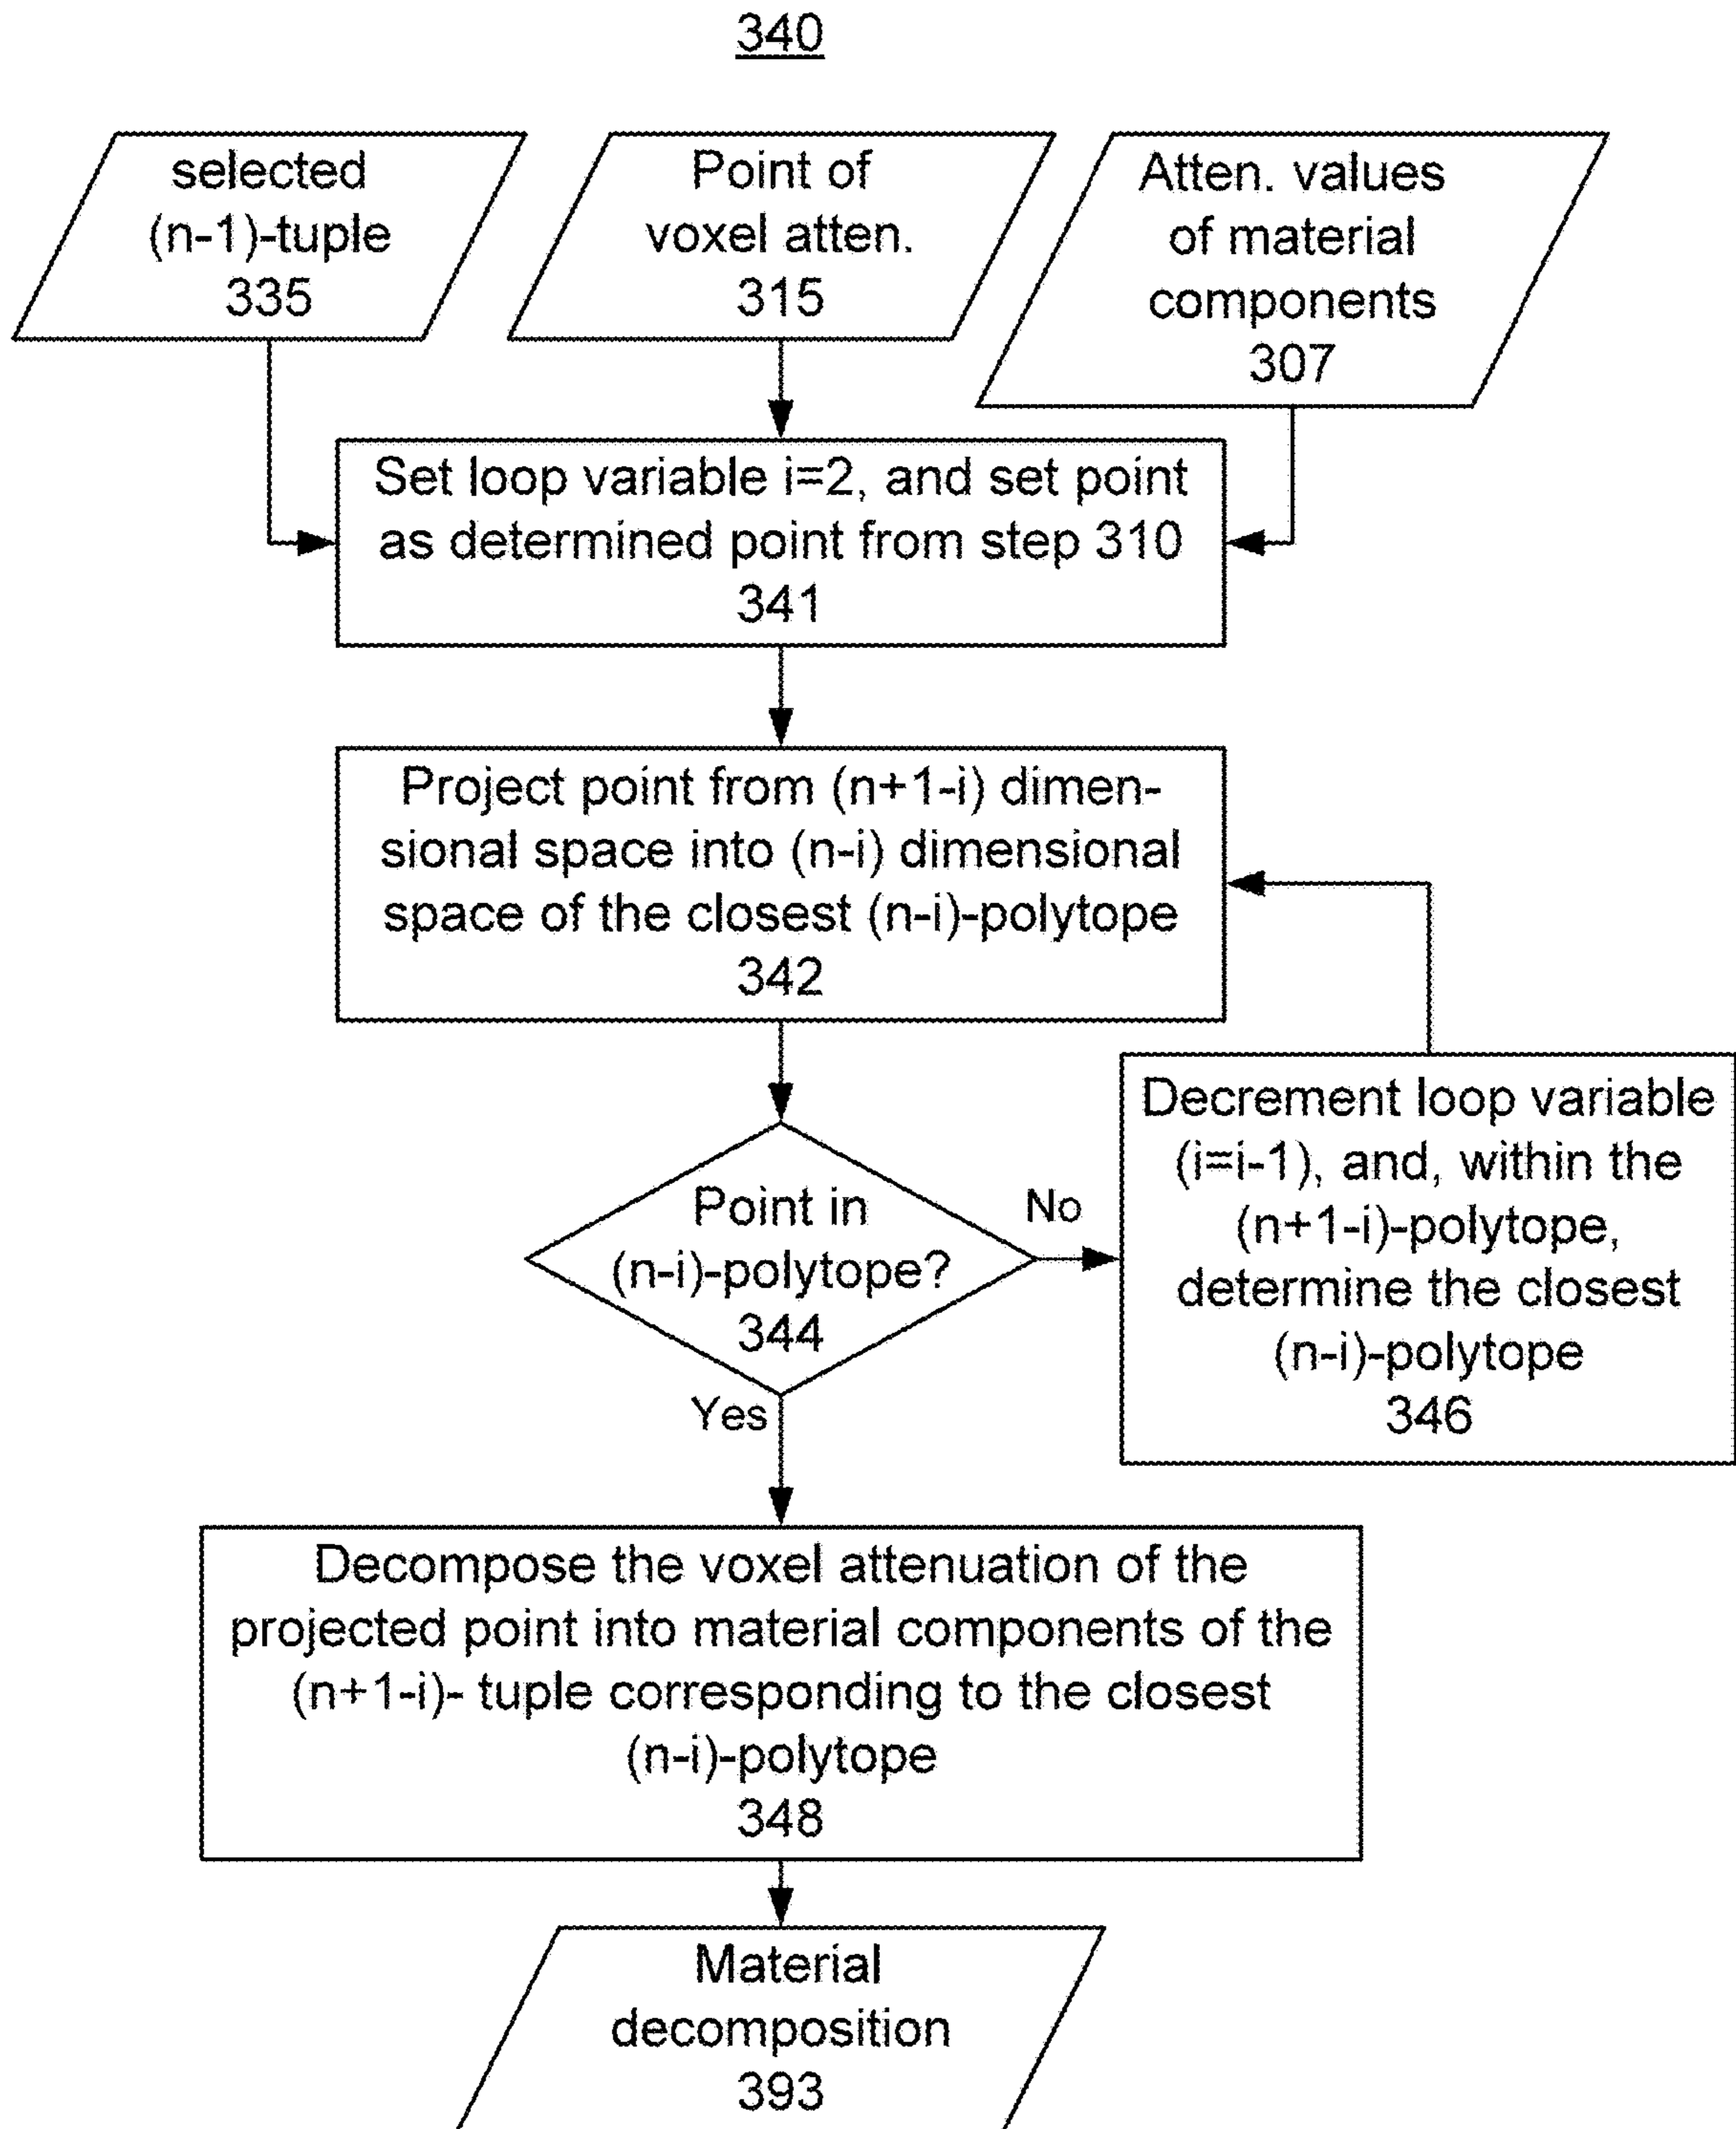 340
selected
(n-1)-tuple
335
Point of
voxel atten.
315
Atten. values
of material
components
307
Set loop variable i=2, and set point
as determined point from step 310
341
Project point from (n+1-i) dimen-
sional space into (n-i) dimensional
space of the closest (n-i)-polytope
342
Point in
(n-i)-polytope?
344
No
Yes
Decrement loop variable
(i=i-1), and, within the
(n+1-i)-polytope,
determine the closest
(n-i)-polytope
346
Decompose the voxel attenuation of the
projected point into material components of the
(n+1-i)- tuple corresponding to the closest
(n-i)-polytope
348
Material
decomposition
393